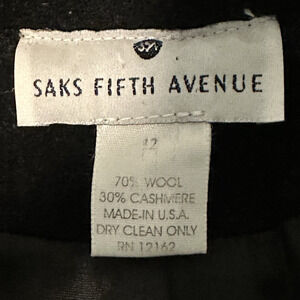 SAKS FIFTH AVENUE
12
70% WOOL
30% CASHMERE
MADE IN U.S.A.
DRY CLEAN ONLY
RN 12162